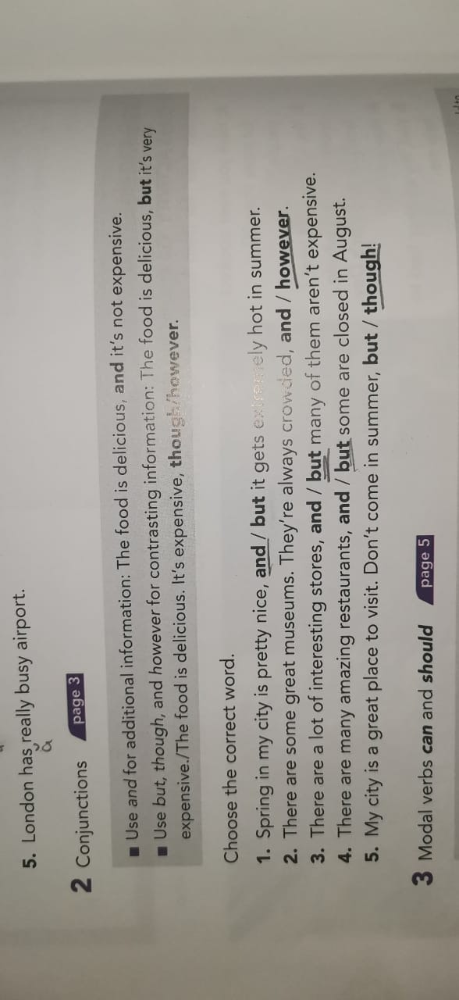 5. London has really busy airport.
a
2 Conjunctions page 3
■ Use and for additional information: The food is delicious, and it's not expensive.
■ Use but, though, and however for contrasting information: The food is delicious, but it's very
expensive./The food is delicious. It's expensive, though/however.
Choose the correct word.
1. Spring in my city is pretty nice, and / but it gets extremely hot in summer.
2. There are some great museums. They're always crowded, and / however.
3. There are a lot of interesting stores, and / but many of them aren't expensive.
4. There are many amazing restaurants, and / but some are closed in August.
5. My city is a great place to visit. Don't come in summer, but / though!
3 Modal verbs can and should page 5